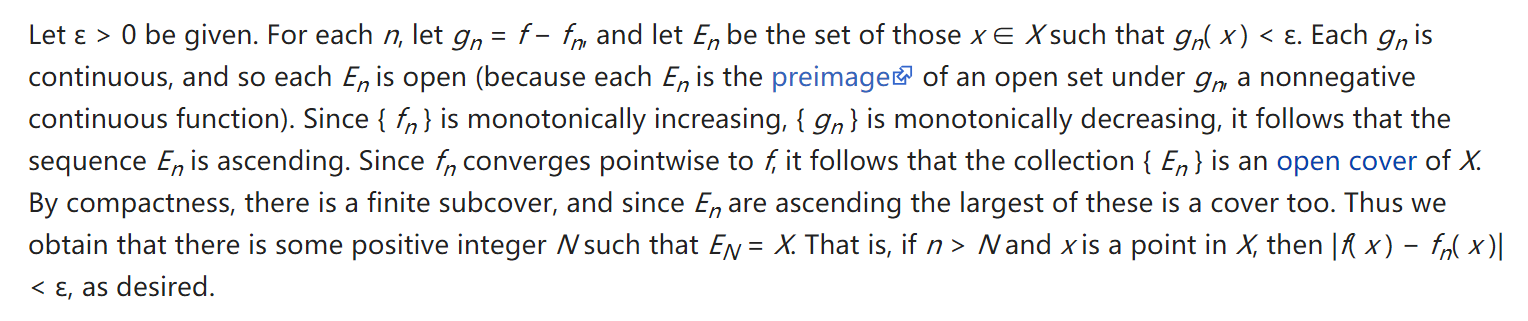 Let ε > 0 be given. For each n, let gₙ = f − fₙ, and let Eₙ be the set of those x ∈ X such that gₙ( x ) < ε. Each gₙ is
continuous, and so each Eₙ is open (because each Eₙ is the preimage of an open set under gₙ, a nonnegative
continuous function). Since { fₙ } is monotonically increasing, { gₙ } is monotonically decreasing, it follows that the
sequence Eₙ is ascending. Since fₙ converges pointwise to f, it follows that the collection { Eₙ } is an open cover of X.
By compactness, there is a finite subcover, and since Eₙ are ascending the largest of these is a cover too. Thus we
obtain that there is some positive integer N such that E_N = X. That is, if n > N and x is a point in X, then |f( x ) − fₙ( x )|
< ε, as desired.